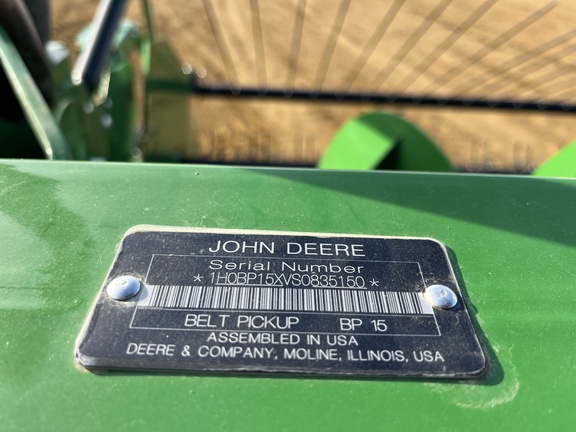 JOHN DEERE
Serial Number
*1H0BP15XVS0835150*
BELT PICKUP BP 15
ASSEMBLED IN USA
DEERE & COMPANY, MOLINE, ILLINOIS, USA